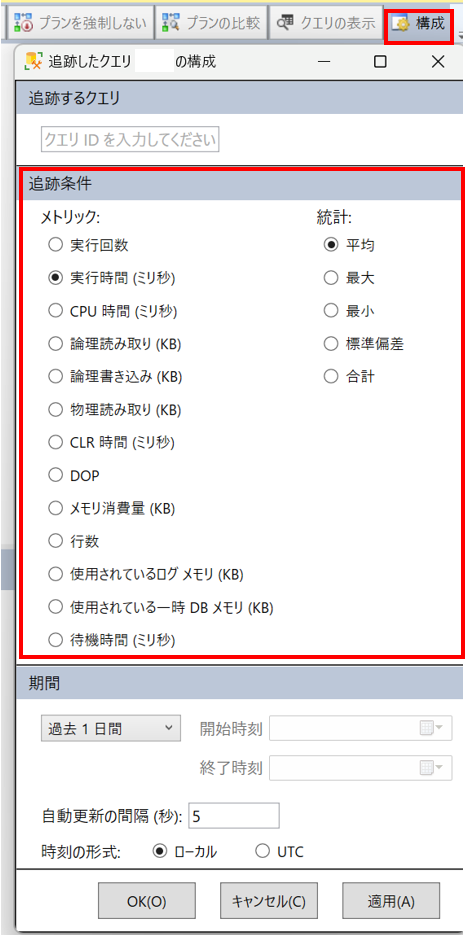 プランを強制しない プランの比較 クエリの表示 構成
追跡したクエリ の構成
追跡するクエリ
クエリ ID を入力してください
追跡条件
メトリック: 統計:
実行回数 平均
実行時間 (ミリ秒) 最大
CPU 時間 (ミリ秒) 最小
論理読み取り (KB) 標準偏差
論理書き込み (KB) 合計
物理読み取り (KB)
CLR 時間 (ミリ秒)
DOP
メモリ消費量 (KB)
行数
使用されているログ メモリ (KB)
使用されている一時 DB メモリ (KB)
待機時間 (ミリ秒)
期間
過去 1 日間 開始時刻
終了時刻
自動更新の間隔 (秒): 5
時刻の形式: ローカル UTC
OK(O) キャンセル(C) 適用(A)